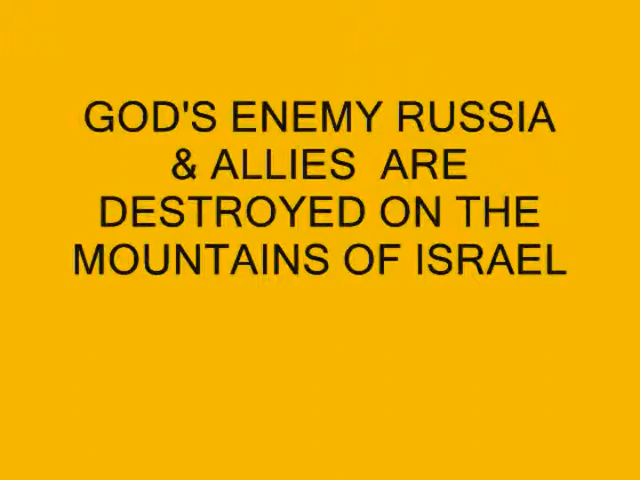 GOD'S ENEMY RUSSIA
& ALLIES  ARE
DESTROYED ON THE
MOUNTAINS OF ISRAEL